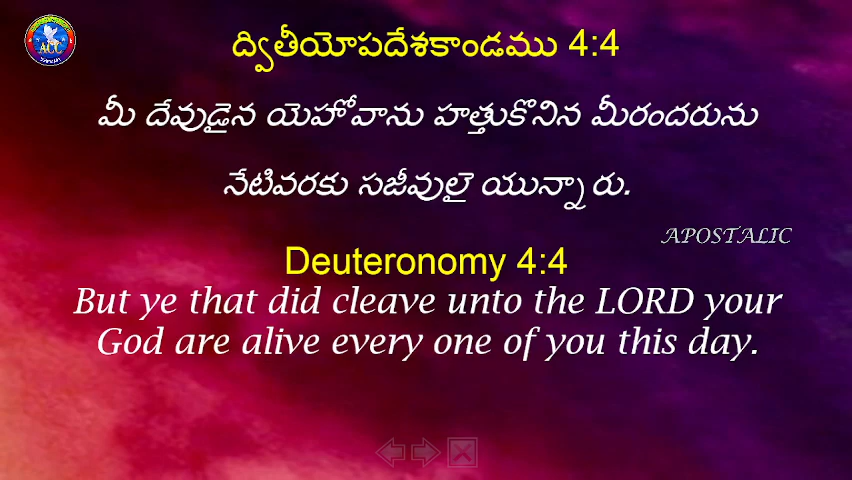 ACC
ద్వితీయోపదేశకాండము 4:4
మీ దేవుడైన యెహోవాను హత్తుకొనిన మీరందరును
నేటివరకు సజీవులై యున్నా రు.
APOSTALIC
Deuteronomy 4:4
But ye that did cleave unto the LORD your
God are alive every one of you this day.